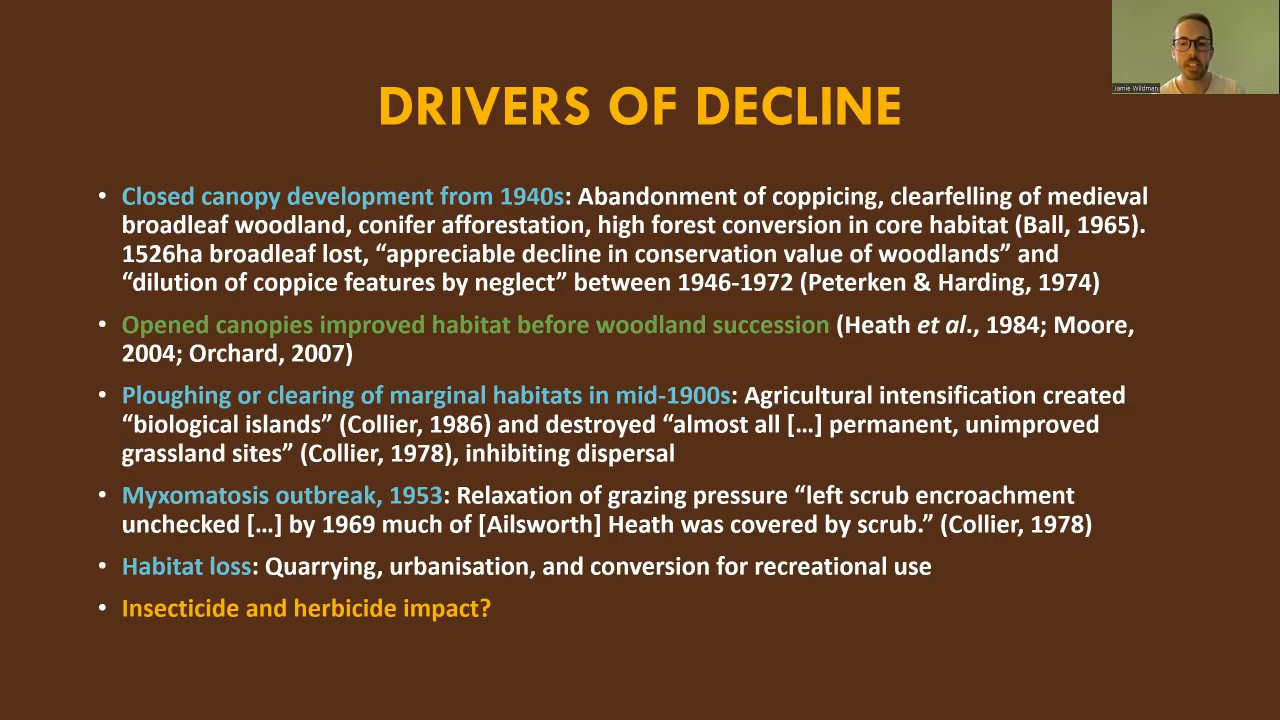 Jamie Wildman
DRIVERS OF DECLINE
• Closed canopy development from 1940s: Abandonment of coppicing, clearfelling of medieval
broadleaf woodland, conifer afforestation, high forest conversion in core habitat (Ball, 1965).
1526ha broadleaf lost, “appreciable decline in conservation value of woodlands” and
“dilution of coppice features by neglect” between 1946-1972 (Peterken & Harding, 1974)
• Opened canopies improved habitat before woodland succession (Heath et al., 1984; Moore,
2004; Orchard, 2007)
• Ploughing or clearing of marginal habitats in mid-1900s: Agricultural intensification created
“biological islands” (Collier, 1986) and destroyed “almost all […] permanent, unimproved
grassland sites” (Collier, 1978), inhibiting dispersal
• Myxomatosis outbreak, 1953: Relaxation of grazing pressure “left scrub encroachment
unchecked […] by 1969 much of [Ailsworth] Heath was covered by scrub.” (Collier, 1978)
• Habitat loss: Quarrying, urbanisation, and conversion for recreational use
• Insecticide and herbicide impact?